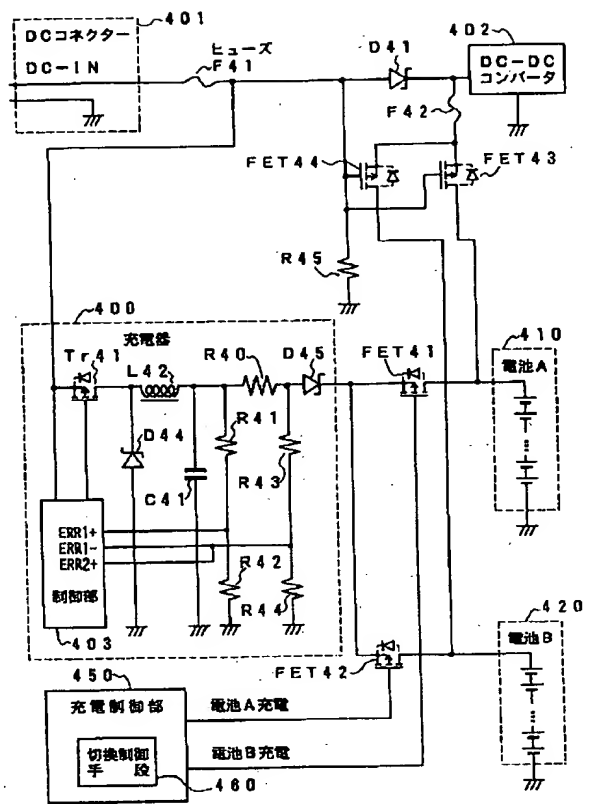 401
DCコネクター
DC-IN
ヒューズ
F41
D41
402
DC-DC
コンバータ
F42
FET44
FET43
R45
400
充電器
Tr41
L42
R40
D45
FET41
410
電池A
D44
C41
R41
R43
ERR1+
ERR1-
ERR2+
制御部
403
R42
R44
420
電池B
FET42
450
充電制御部
電池A充電
切換制御
手段
電池B充電
460